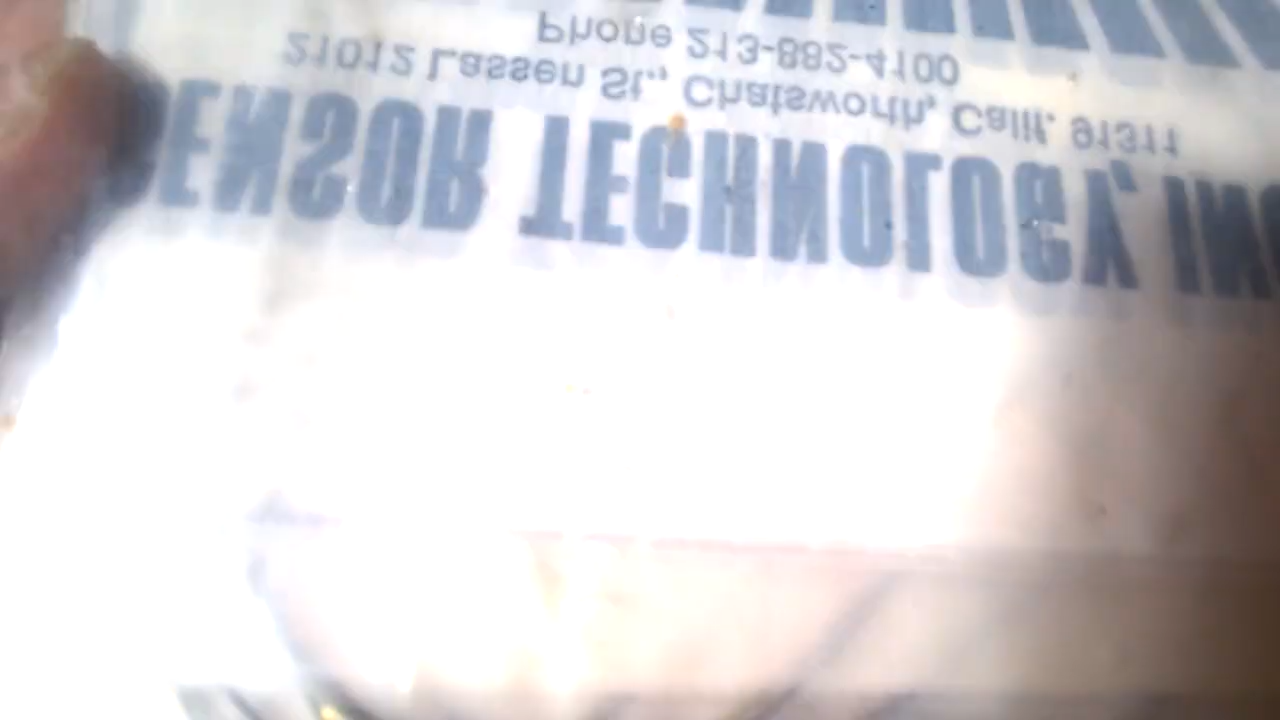 SENSOR TECHNOLOGY, INC
21012 Lassen St., Chatsworth, Calif. 91311
Phone 213-882-4100